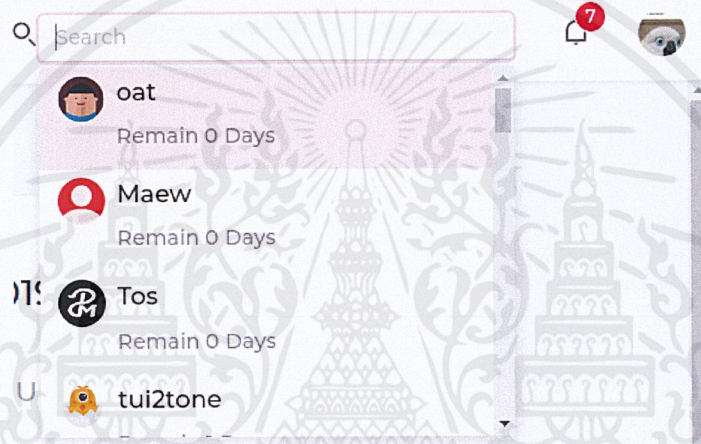 Search
7
oat
Remain 0 Days
Maew
Remain 0 Days
Tos
Remain 0 Days
tui2tone